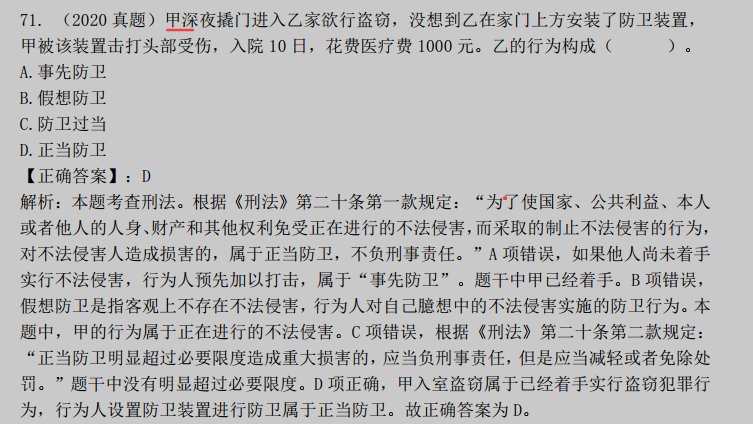 71. （2020 真题）甲深夜撬门进入乙家欲行盗窃，没想到乙在家门上方安装了防卫装置，
甲被该装置击打头部受伤，入院 10 日，花费医疗费 1000 元。乙的行为构成（　　）。
A.事先防卫
B.假想防卫
C.防卫过当
D.正当防卫
【正确答案】：D
解析：本题考查刑法。根据《刑法》第二十条第一款规定：“为了使国家、公共利益、本人
或者他人的人身、财产和其他权利免受正在进行的不法侵害，而采取的制止不法侵害的行为，
对不法侵害人造成损害的，属于正当防卫，不负刑事责任。”A 项错误，如果他人尚未着手
实行不法侵害，行为人预先加以打击，属于“事先防卫”。题干中甲已经着手。B 项错误，
假想防卫是指客观上不存在不法侵害，行为人对自己臆想中的不法侵害实施的防卫行为。本
题中，甲的行为属于正在进行的不法侵害。C 项错误，根据《刑法》第二十条第二款规定：
“正当防卫明显超过必要限度造成重大损害的，应当负刑事责任，但是应当减轻或者免除处
罚。”题干中没有明显超过必要限度。D 项正确，甲入室盗窃属于已经着手实行盗窃犯罪行
为，行为人设置防卫装置进行防卫属于正当防卫。故正确答案为 D。